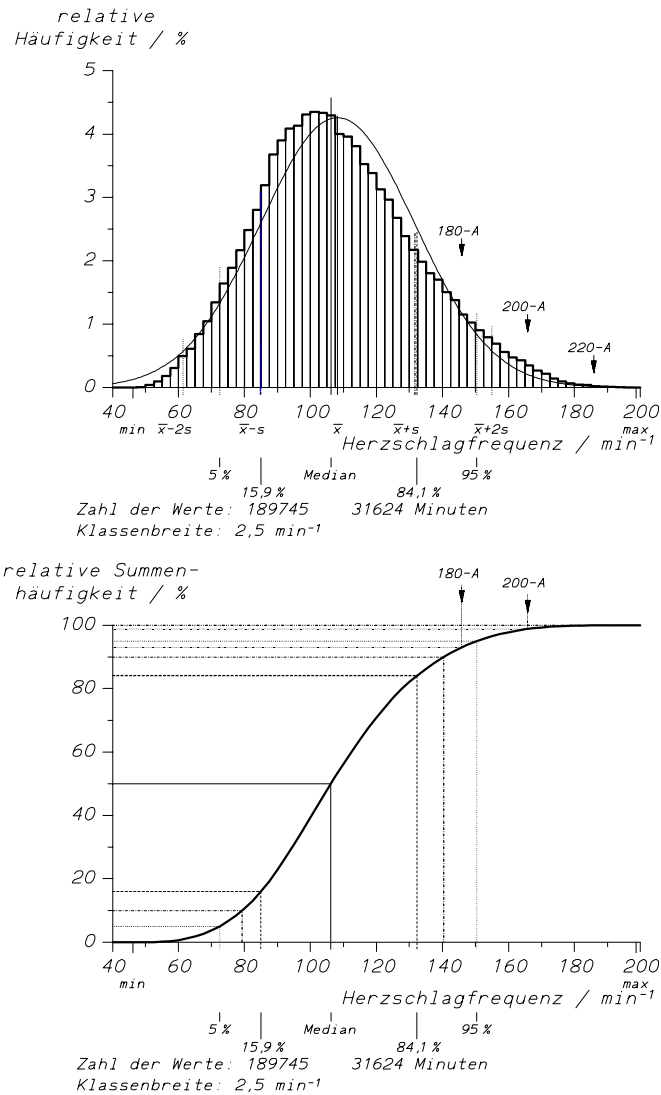 relative
Häufigkeit / %
5
4
3
2
1
0
180-A
200-A
220-A
40 60 80 100 120 140 160 180 200
min x̅-2s x̅-s x̅ x̅+s x̅+2s max
Herzschlagfrequenz / min⁻¹
5 % Median 95 %
15,9 % 84,1 %
Zahl der Werte: 189745 31624 Minuten
Klassenbreite: 2,5 min⁻¹
relative Summen-
häufigkeit / %
180-A
200-A
100
80
60
40
20
0
40 60 80 100 120 140 160 180 200
min max
Herzschlagfrequenz / min⁻¹
5 % Median 95 %
15,9 % 84,1 %
Zahl der Werte: 189745 31624 Minuten
Klassenbreite: 2,5 min⁻¹